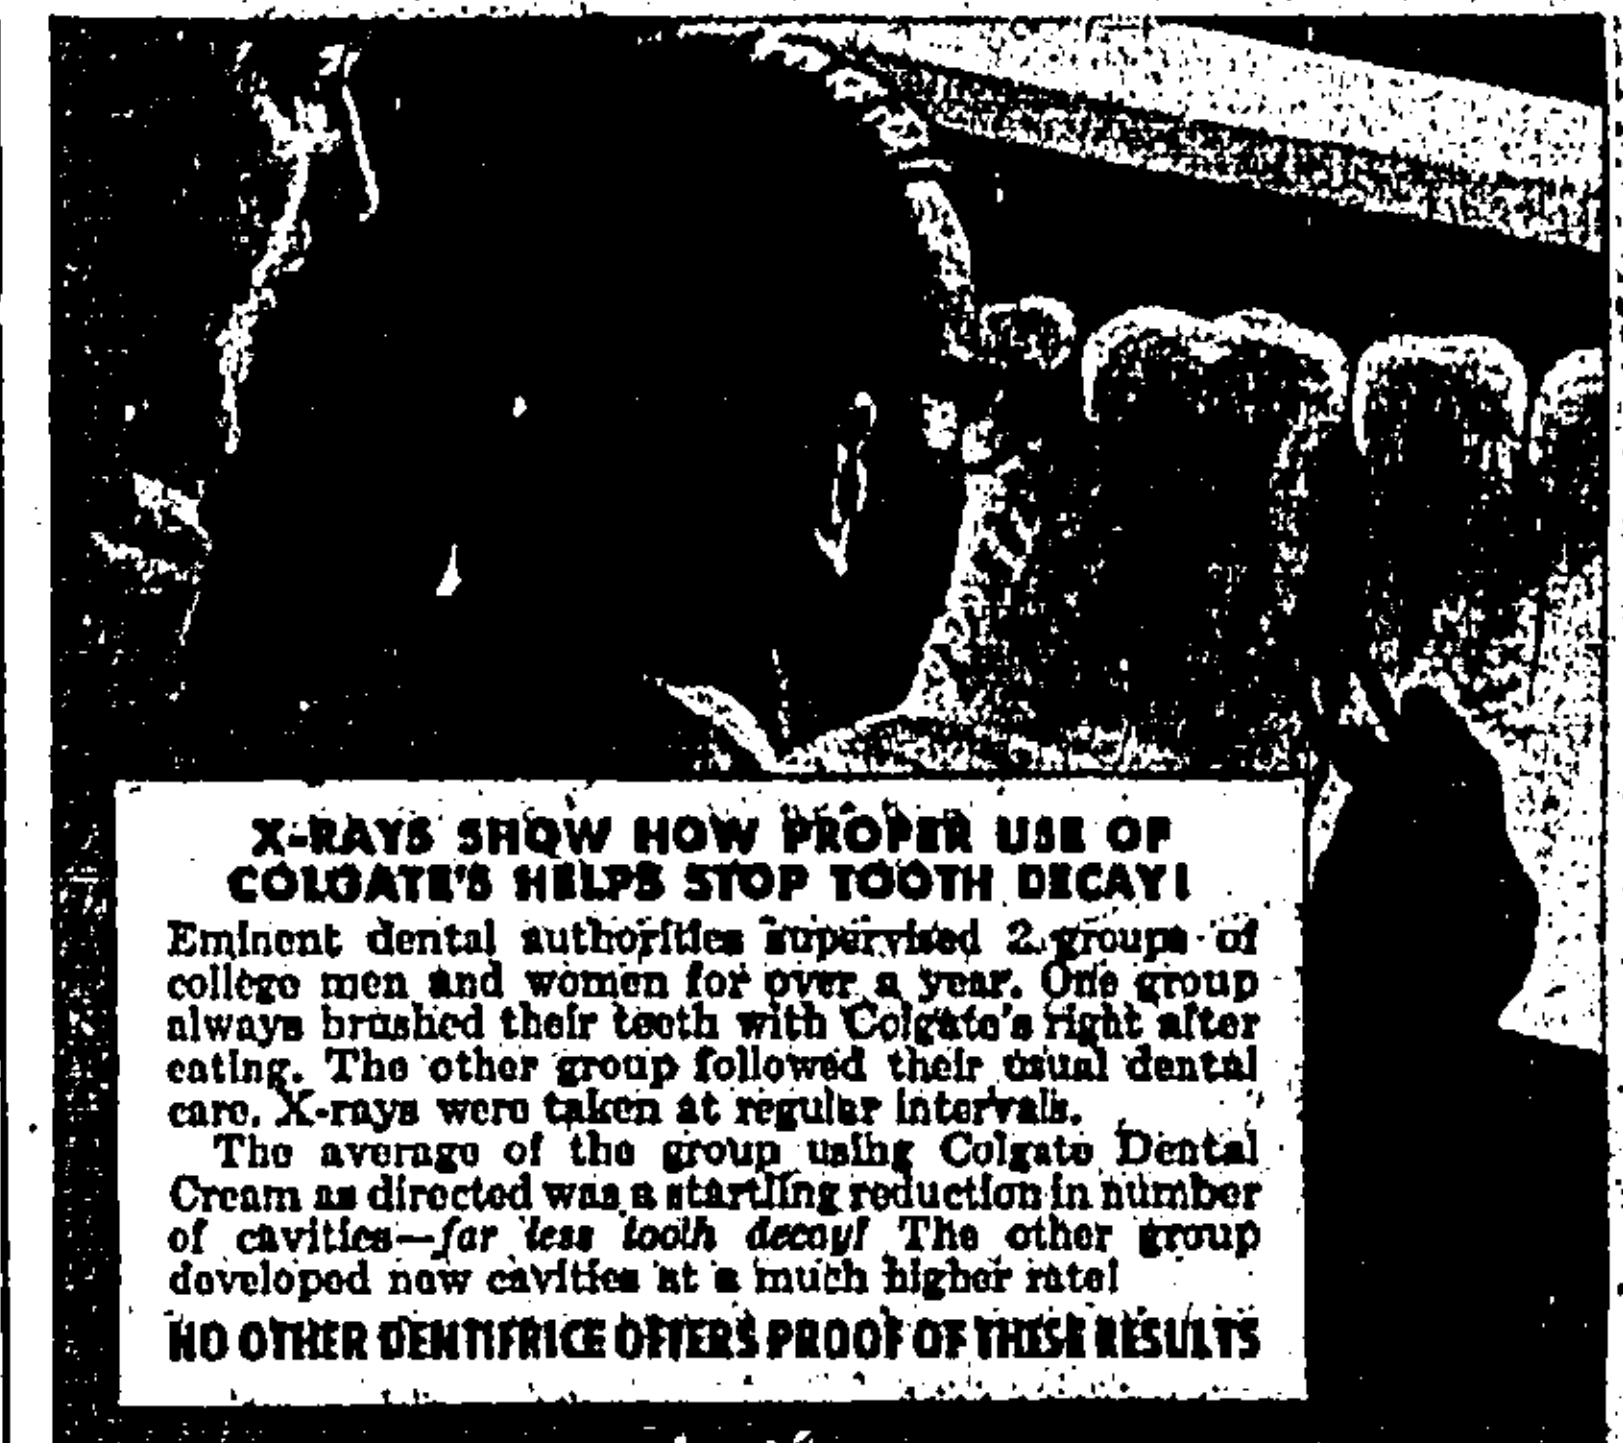 X-RAYS SHOW HOW PROPER USE OF
COLGATE'S HELPS STOP TOOTH DECAY!
Eminent dental authorities supervised 2 groups of
college men and women for over a year. One group
always brushed their teeth with Colgate's right after
eating. The other group followed their usual dental
care. X-rays were taken at regular intervals.
The average of the group using Colgate Dental
Cream as directed was a startling reduction in number
of cavities—far less tooth decay! The other group
developed new cavities at a much higher rate!
NO OTHER DENTIFRICE OFFERS PROOF OF THESE RESULTS